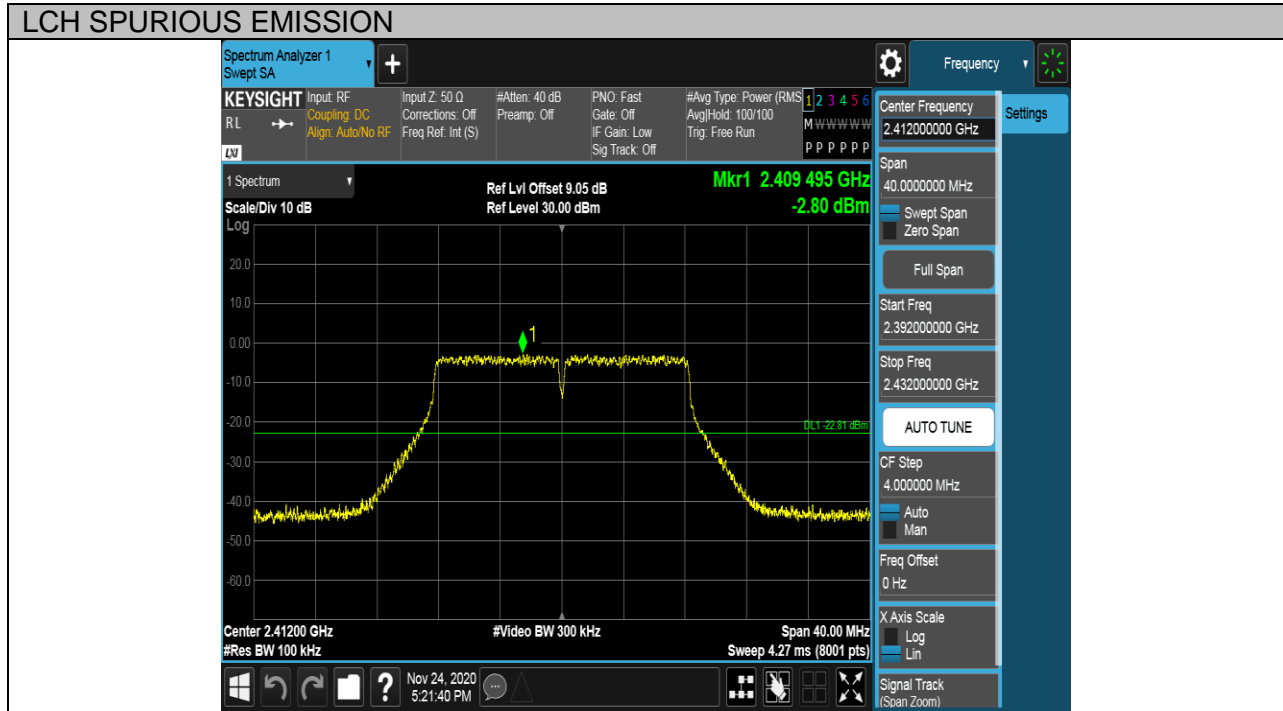 LCH SPURIOUS EMISSION
Spectrum Analyzer 1
Swept SA
+
Frequency
KEYSIGHT
RL
LXI
Input: RF
Coupling: DC
Align: Auto/No RF
Input Z: 50 Ω
Corrections: Off
Freq Ref: Int (S)
#Atten: 40 dB
Preamp: Off
PNO: Fast
Gate: Off
IF Gain: Low
Sig Track: Off
#Avg Type: Power (RMS
Avg|Hold: 100/100
Trig: Free Run
1 2 3 4 5 6
M W W W W W
P P P P P P
1 Spectrum
Scale/Div 10 dB
Ref Lvl Offset 9.05 dB
Ref Level 30.00 dBm
Mkr1 2.409 495 GHz
-2.80 dBm
Log
20.0
10.0
0.00
-10.0
-20.0
-30.0
-40.0
-50.0
-60.0
1
DL1 -22.81 dBm
Center 2.41200 GHz
#Res BW 100 kHz
#Video BW 300 kHz
Span 40.00 MHz
Sweep 4.27 ms (8001 pts)
Center Frequency
2.412000000 GHz
Settings
Span
40.0000000 MHz
Swept Span
Zero Span
Full Span
Start Freq
2.392000000 GHz
Stop Freq
2.432000000 GHz
AUTO TUNE
CF Step
4.000000 MHz
Auto
Man
Freq Offset
0 Hz
X Axis Scale
Log
Lin
Signal Track
(Span Zoom)
?
Nov 24, 2020
5:21:40 PM